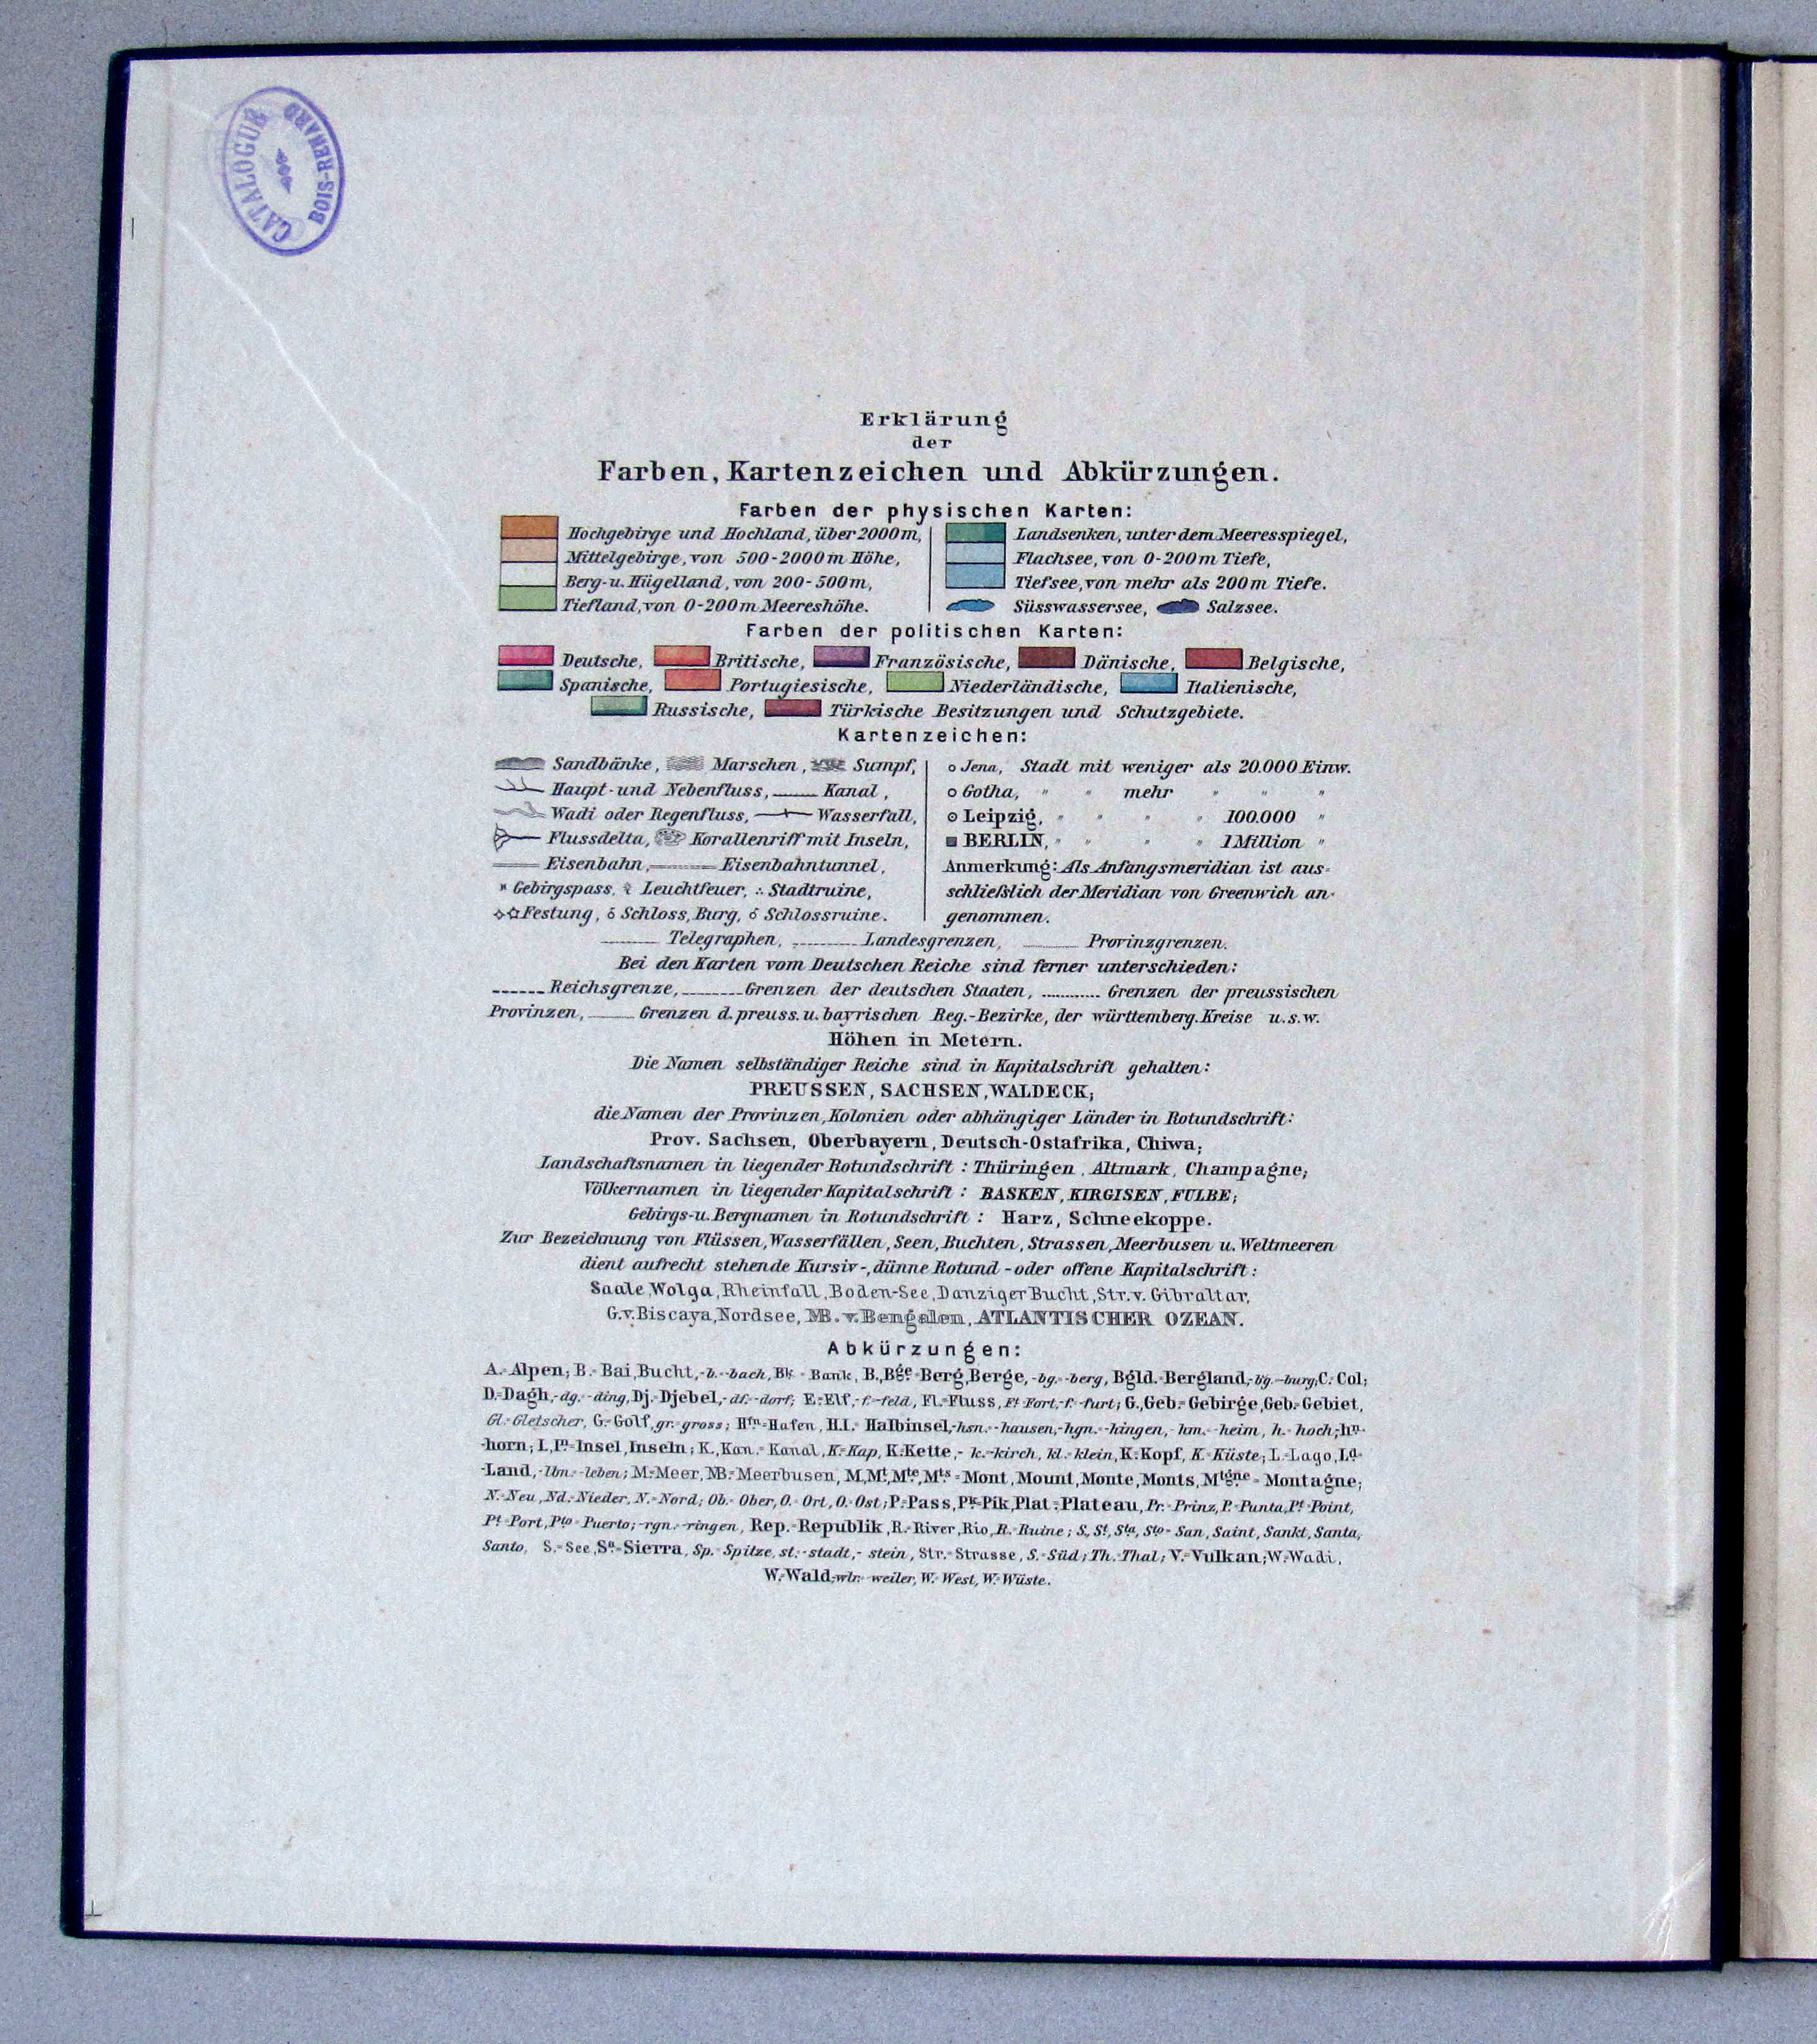 CATALOGUE
BOIS-REHARD
Erklärung
der
Farben, Kartenzeichen und Abkürzungen.
Farben der physischen Karten:
Hochgebirge und Hochland, über 2000 m,
Mittelgebirge, von 500-2000 m Höhe,
Berg- u. Hügelland, von 200-500 m,
Tiefland, von 0-200 m Meereshöhe.
Landsenken, unter dem Meeresspiegel,
Flachsee, von 0-200 m Tiefe,
Tiefsee, von mehr als 200 m Tiefe.
Süsswassersee, Salzsee.
Farben der politischen Karten:
Deutsche, Britische, Französische, Dänische, Belgische,
Spanische, Portugiesische, Niederländische, Italienische,
Russische, Türkische Besitzungen und Schutzgebiete.
Kartenzeichen:
Sandbänke, Marschen, Sumpf,
Haupt- und Nebenfluss, Kanal,
Wadi oder Regenfluss, Wasserfall,
Flussdelta, Korallenriff mit Inseln,
Eisenbahn, Eisenbahntunnel,
Gebirgspass, Leuchtfeuer, Stadtruine,
Festung, Schloss, Burg, Schlossruine.
Jena, Stadt mit weniger als 20.000 Einw.
Gotha, " " mehr " " "
Leipzig, " " " " 100.000 "
BERLIN, " " " " 1 Million "
Anmerkung: Als Anfangsmeridian ist aus-
schließlich der Meridian von Greenwich an-
genommen.
Telegraphen, Landesgrenzen, Provinzgrenzen.
Bei den Karten vom Deutschen Reiche sind ferner unterschieden:
Reichsgrenze, Grenzen der deutschen Staaten, Grenzen der preussischen
Provinzen, Grenzen d. preuss. u. bayrischen Reg.-Bezirke, der württemberg. Kreise u. s. w.
Höhen in Metern.
Die Namen selbständiger Reiche sind in Kapitalschrift gehalten:
PREUSSEN, SACHSEN, WALDECK;
die Namen der Provinzen, Kolonien oder abhängiger Länder in Rotundschrift:
Prov. Sachsen, Oberbayern, Deutsch-Ostafrika, Chiwa;
Landschaftsnamen in liegender Rotundschrift: Thüringen, Altmark, Champagne;
Völkernamen in liegender Kapitalschrift: BASKEN, KIRGISEN, FULBE;
Gebirgs- u. Bergnamen in Rotundschrift: Harz, Schneekoppe.
Zur Bezeichnung von Flüssen, Wasserfällen, Seen, Buchten, Strassen, Meerbusen u. Weltmeeren
dient aufrecht stehende Kursiv-, dünne Rotund- oder offene Kapitalschrift:
Saale, Wolga, Rheinfall, Boden-See, Danziger Bucht, Str. v. Gibraltar,
G. v. Biscaya, Nordsee, MB. v. Bengalen, ATLANTISCHER OZEAN.
Abkürzungen:
A.=Alpen; B.=Bai, Bucht, -b.=-bach, Bk=Bank, B., Bge=Berg, Berge, -bg.=-berg, Bgld.=Bergland, -bg.=-burg; C.=Col;
D.=Dagh, -dg.=-ding, Dj.=Djebel, -df.=-dorf; E.=Elf, -f.=-feld, Fl.=Fluss, Ft=Fort, -f.=-furt; G., Geb.=Gebirge, Geb.=Gebiet,
Gl.=Gletscher, G.=Golf, gr.=gross; Hfn=Hafen, H.I.=Halbinsel, -hsn.=-hausen, -hgn.=-hingen, -hm.=-heim, h.=hoch, -hn=
-horn; I., In=Insel, Inseln; K., Kan.=Kanal, K.=Kap, K.=Kette, -k.=-kirch, kl.=klein, K.=Kopf, K.=Küste; L.=Lago, Ld=
-Land, -lbn.=-leben; M.=Meer, MB.=Meerbusen, M., Mt, Mte, Mts=Mont, Mount, Monte, Monts, Mtgne=Montagne;
N.=Neu, Nd.=Nieder, N.=Nord; Ob.=Ober, O.=Ort, O.=Ost; P.=Pass, Pk=Pik, Plat.=Plateau, Pr.=Prinz, P.=Punta, Pt=Point,
Pt=Port, Pto=Puerto; -rgn.=-ringen, Rep.=Republik, R.=River, Rio, R.=Ruine; S., St, Sta, Sto=San, Saint, Sankt, Santa,
Santo, S.=See, Sa=Sierra, Sp.=Spitze, st.=-stadt, -stein, Str.=Strasse, S.=Süd; Th.=Thal; V.=Vulkan; W.=Wadi,
W.=Wald, -wlr.=-weiler, W.=West, W.=Wüste.